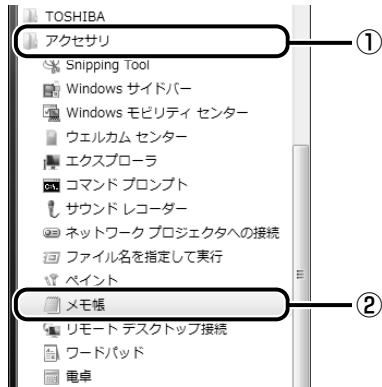 TOSHIBA
アクセサリ ①
Snipping Tool
Windows サイドバー
Windows モビリティ センター
ウェルカム センター
エクスプローラ
コマンド プロンプト
サウンド レコーダー
ネットワーク プロジェクタへの接続
ファイル名を指定して実行
ペイント
メモ帳 ②
リモート デスクトップ接続
ワードパッド
電卓